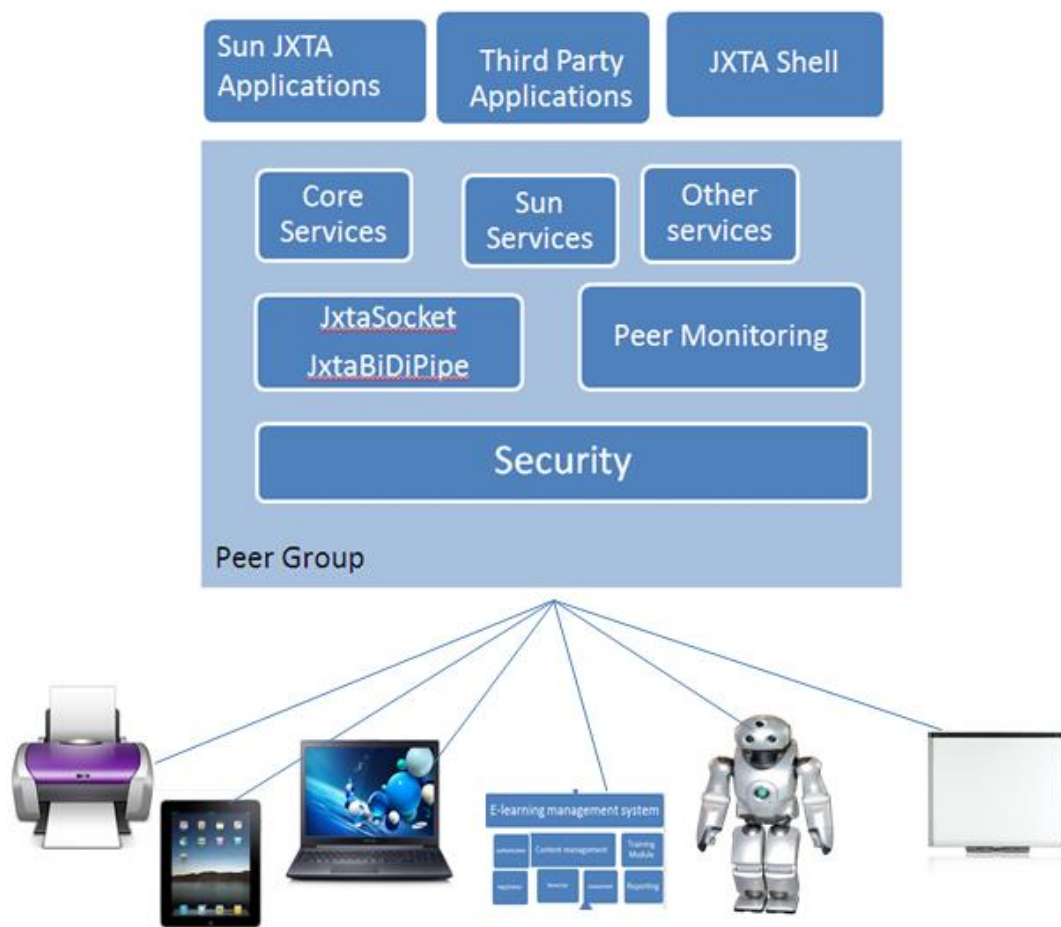 Sun JXTA
Applications
Third Party
Applications
JXTA Shell
Core
Services
Sun
Services
Other
services
JxtaSocket
JxtaBiDiPipe
Peer Monitoring
Security
Peer Group
E-learning management system
Authentication
Content management
Training
Module
Reporting